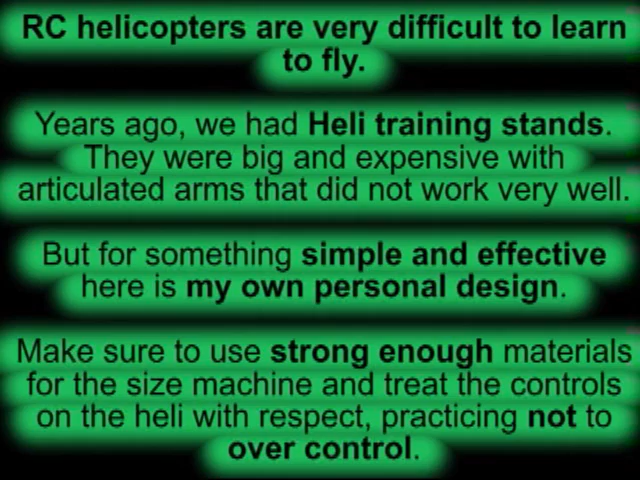 RC helicopters are very difficult to learn
to fly.
Years ago, we had Heli training stands.
They were big and expensive with
articulated arms that did not work very well.
But for something simple and effective
here is my own personal design.
Make sure to use strong enough materials
for the size machine and treat the controls
on the heli with respect, practicing not to
over control.